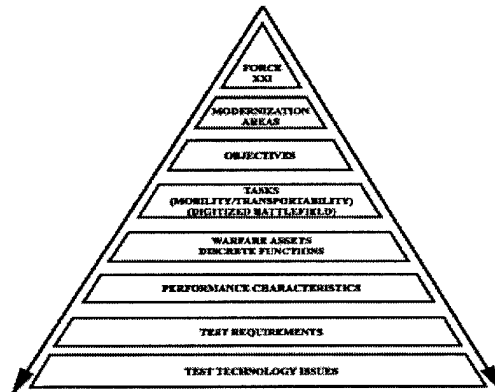 FORCE
XXI
MODERNIZATION
AREAS
OBJECTIVES
TASKS
(MOBILITY/TRANSPORTABILITY)
(DIGITIZED BATTLEFIELD)
WARFARE ASSETS
DISCRETE FUNCTIONS
PERFORMANCE CHARACTERISTICS
TEST REQUIREMENTS
TEST TECHNOLOGY ISSUES